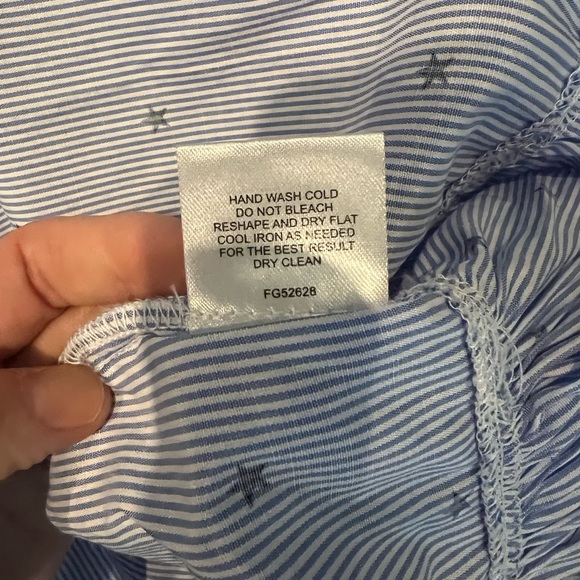 HAND WASH COLD
DO NOT BLEACH
RESHAPE AND DRY FLAT
COOL IRON AS NEEDED
FOR THE BEST RESULT
DRY CLEAN
FG52628